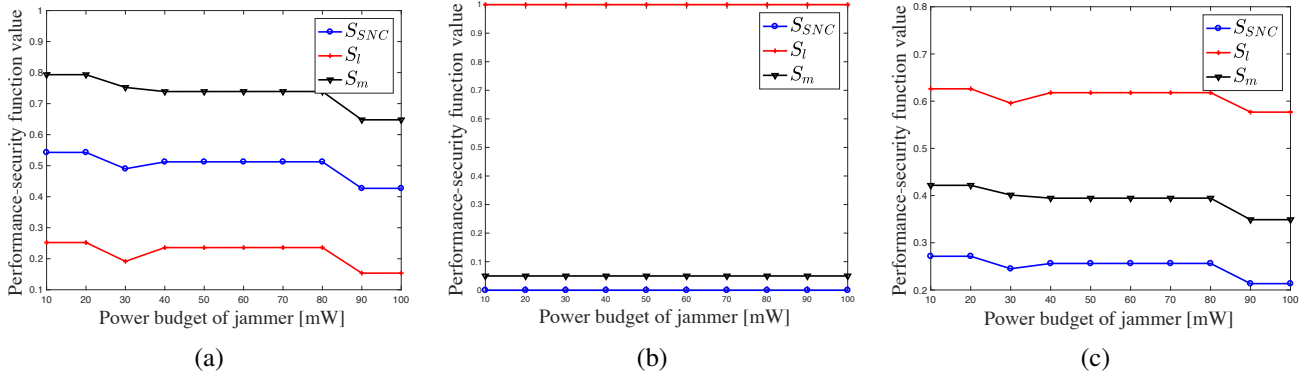 Performance-security function value
1
0.9
0.8
0.7
0.6
0.5
0.4
0.3
0.2
0.1
10 20 30 40 50 60 70 80 90 100
Power budget of jammer [mW]
S_{SNC}
S_l
S_m
(a)
Performance-security function value
1
0.9
0.8
0.7
0.6
0.5
0.4
0.3
0.2
0.1
0
10 20 30 40 50 60 70 80 90 100
Power budget of jammer [mW]
S_{SNC}
S_l
S_m
(b)
Performance-security function value
0.8
0.7
0.6
0.5
0.4
0.3
0.2
10 20 30 40 50 60 70 80 90 100
Power budget of jammer [mW]
S_{SNC}
S_l
S_m
(c)